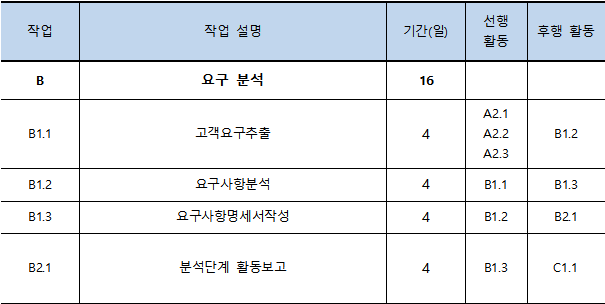 작업 작업 설명 기간(일) 선행 활동 후행 활동
B 요구 분석 16
B1.1 고객요구추출 4 A2.1 A2.2 A2.3 B1.2
B1.2 요구사항분석 4 B1.1 B1.3
B1.3 요구사항명세서작성 4 B1.2 B2.1
B2.1 분석단계 활동보고 4 B1.3 C1.1